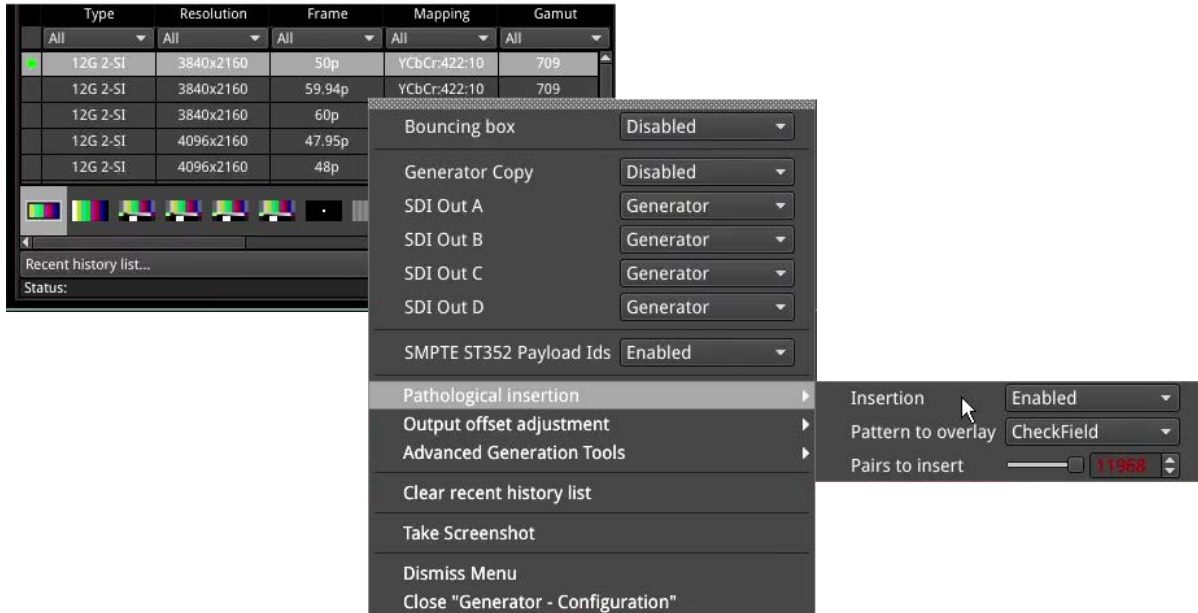 Type Resolution Frame Mapping Gamut
All All All All All
12G 2-SI 3840x2160 50p YCbCr:422:10 709
12G 2-SI 3840x2160 59.94p YCbCr:422:10 709
12G 2-SI 3840x2160 60p
12G 2-SI 4096x2160 47.95p
12G 2-SI 4096x2160 48p
Recent history list...
Status:
Bouncing box Disabled
Generator Copy Disabled
SDI Out A Generator
SDI Out B Generator
SDI Out C Generator
SDI Out D Generator
SMPTE ST352 Payload Ids Enabled
Pathological insertion
Output offset adjustment
Advanced Generation Tools
Clear recent history list
Take Screenshot
Dismiss Menu
Close "Generator - Configuration"
Insertion Enabled
Pattern to overlay CheckField
Pairs to insert 11968